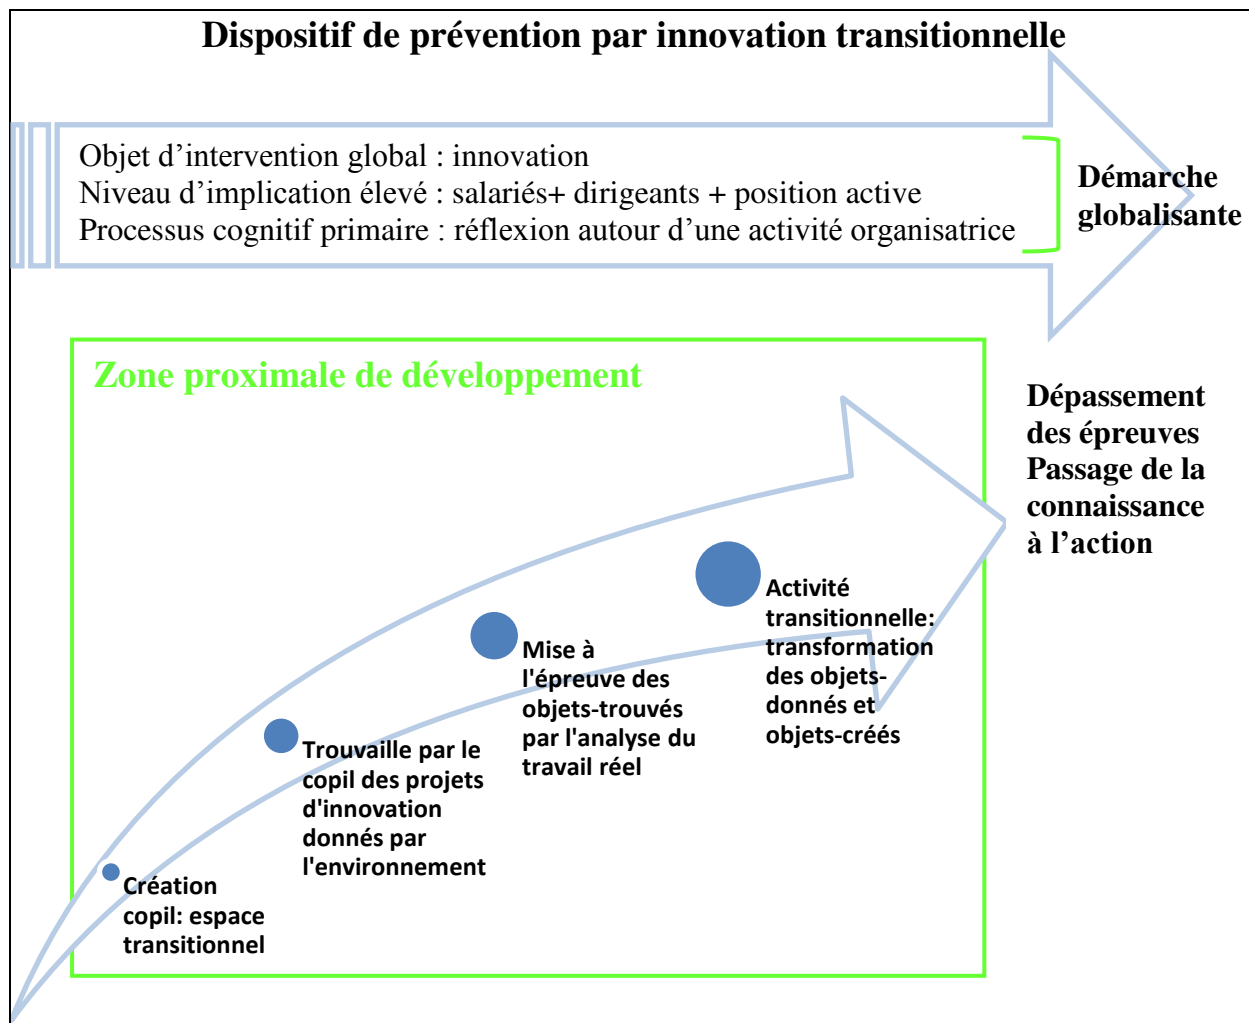 Dispositif de prévention par innovation transitionnelle
Objet d’intervention global : innovation
Niveau d’implication élevé : salariés+ dirigeants + position active
Processus cognitif primaire : réflexion autour d’une activité organisatrice
Démarche
globalisante
Zone proximale de développement
Dépassement
des épreuves
Passage de la
connaissance
à l’action
Activité
transitionnelle:
transformation
des objets-
donnés et
objets-créés
Mise à
l'épreuve des
objets-trouvés
par l'analyse du
travail réel
Trouvaille par le
copil des projets
d'innovation
donnés par
l'environnement
Création
copil: espace
transitionnel